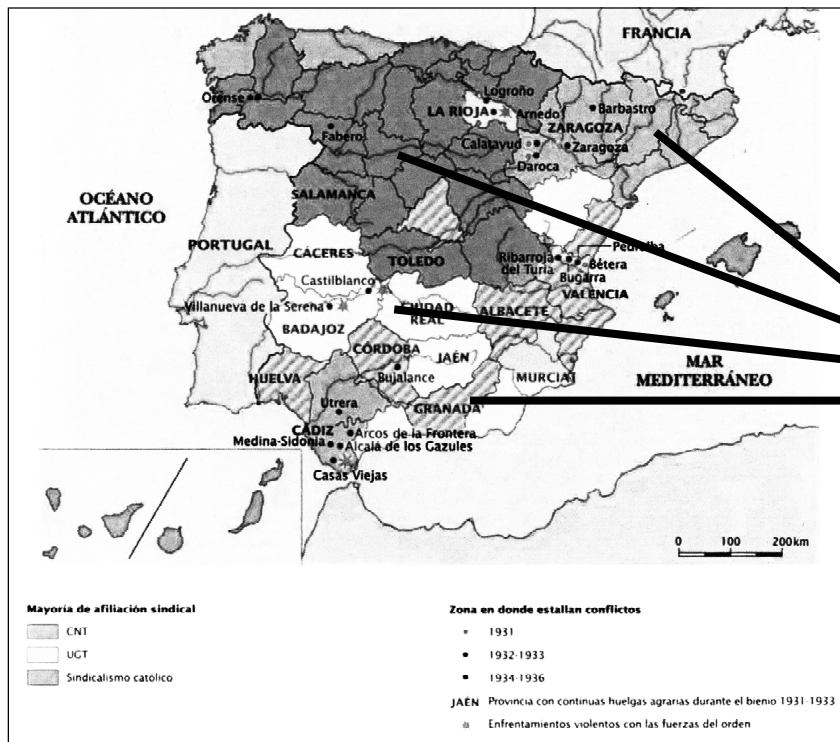 FRANCIA
Orense
Logroño
LA RIOJA
Arnedo
Barbastro
ZARAGOZA
Fabero
Calatayud
Zaragoza
Daroca
OCÉANO
ATLÁNTICO
SALAMANCA
PORTUGAL
CÁCERES
TOLEDO
Pedralba
Ribarroja
del Turia
Bétera
Bugarra
Castilblanco
VALENCIA
Villanueva de la Serena
CIUDAD
REAL
ALBACETE
BADAJOZ
CÓRDOBA
JAÉN
MAR
MEDITERRÁNEO
HUELVA
Bujalance
MURCIA
Utrera
GRANADA
CÁDIZ
Arcos de la Frontera
Medina-Sidonia
Alcalá de los Gazules
Casas Viejas
0 100 200km
Mayoría de afiliación sindical
CNT
UGT
Sindicalismo católico
Zona en donde estallan conflictos
1931
1932-1933
1934-1936
JAÉN Provincia con continuas huelgas agrarias durante el bienio 1931-1933
Enfrentamientos violentos con las fuerzas del orden